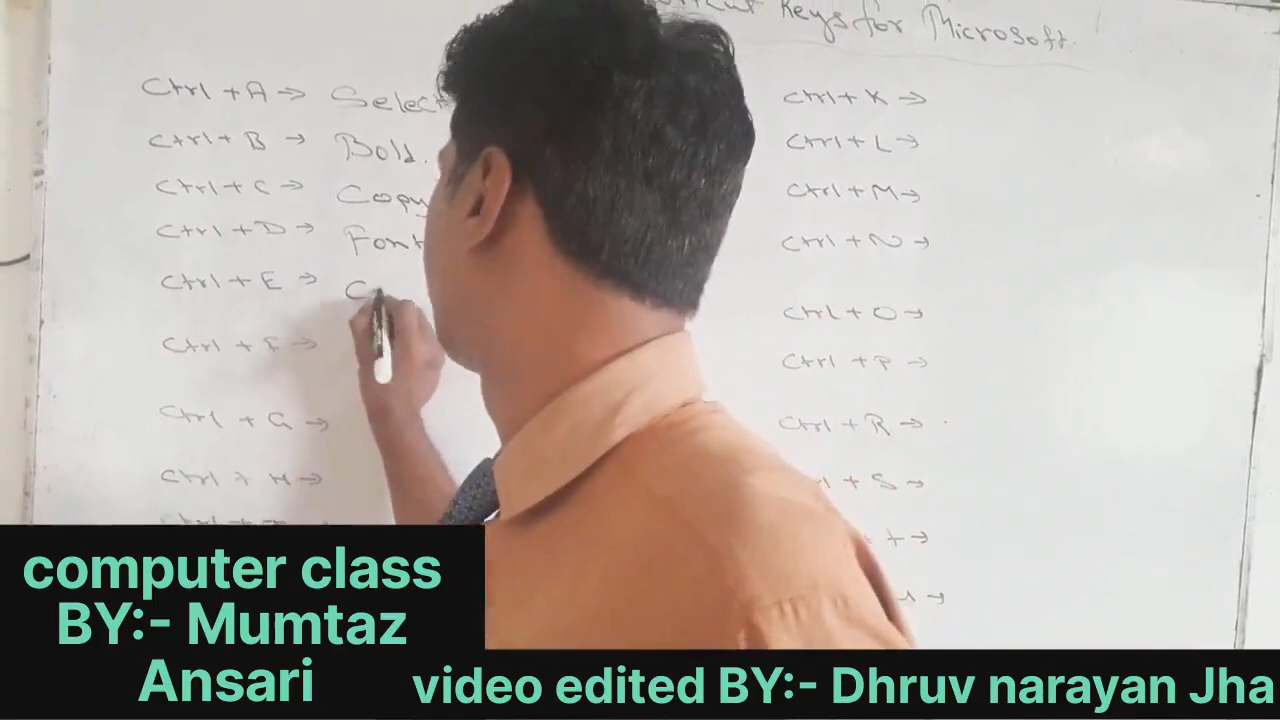 Keys for Microsoft.
Ctrl + A → Select
Ctrl + B → Bold.
Ctrl + C → Copy
Ctrl + D → Font
Ctrl + E → C
Ctrl + F →
Ctrl + G →
Ctrl + H →
Ctrl + K →
Ctrl + L →
Ctrl + M →
Ctrl + N →
Ctrl + O →
Ctrl + P →
Ctrl + R →
+ S →
computer class
BY:- Mumtaz
Ansari
video edited BY:- Dhruv narayan Jha